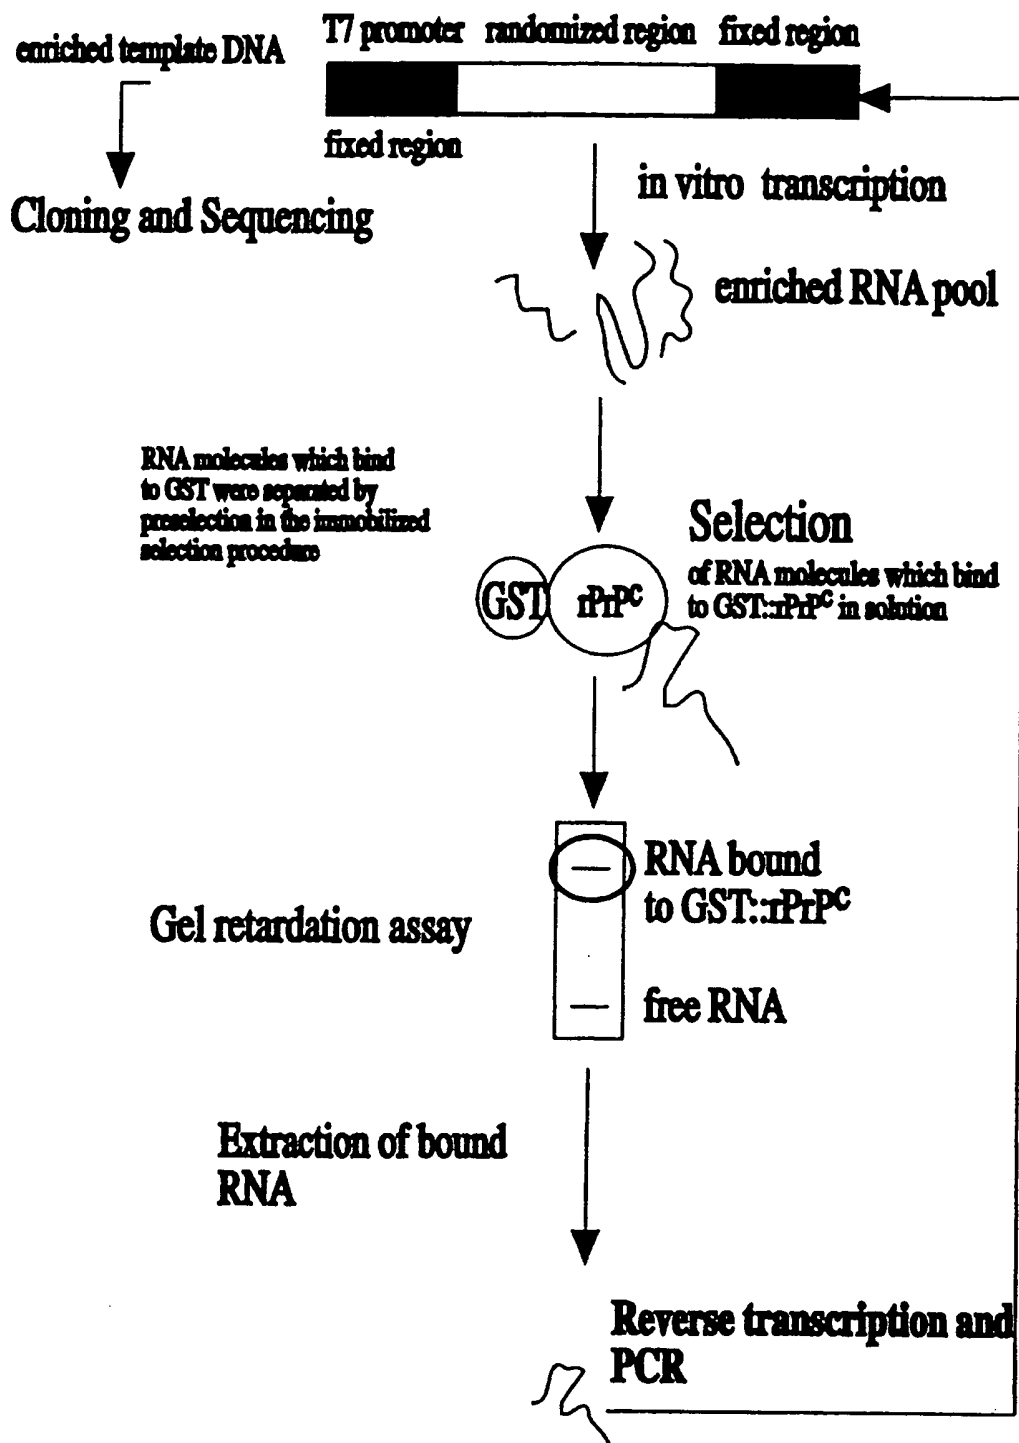 enriched template DNA
T7 promoter randomized region fixed region
fixed region
in vitro transcription
Cloning and Sequencing
enriched RNA pool
RNA molecules which bind
to GST were separated by
preselection in the immobilized
selection procedure
Selection
of RNA molecules which bind
to GST::rPrPᶜ in solution
GST rPrPᶜ
RNA bound
to GST::rPrPᶜ
Gel retardation assay
free RNA
Extraction of bound
RNA
Reverse transcription and
PCR